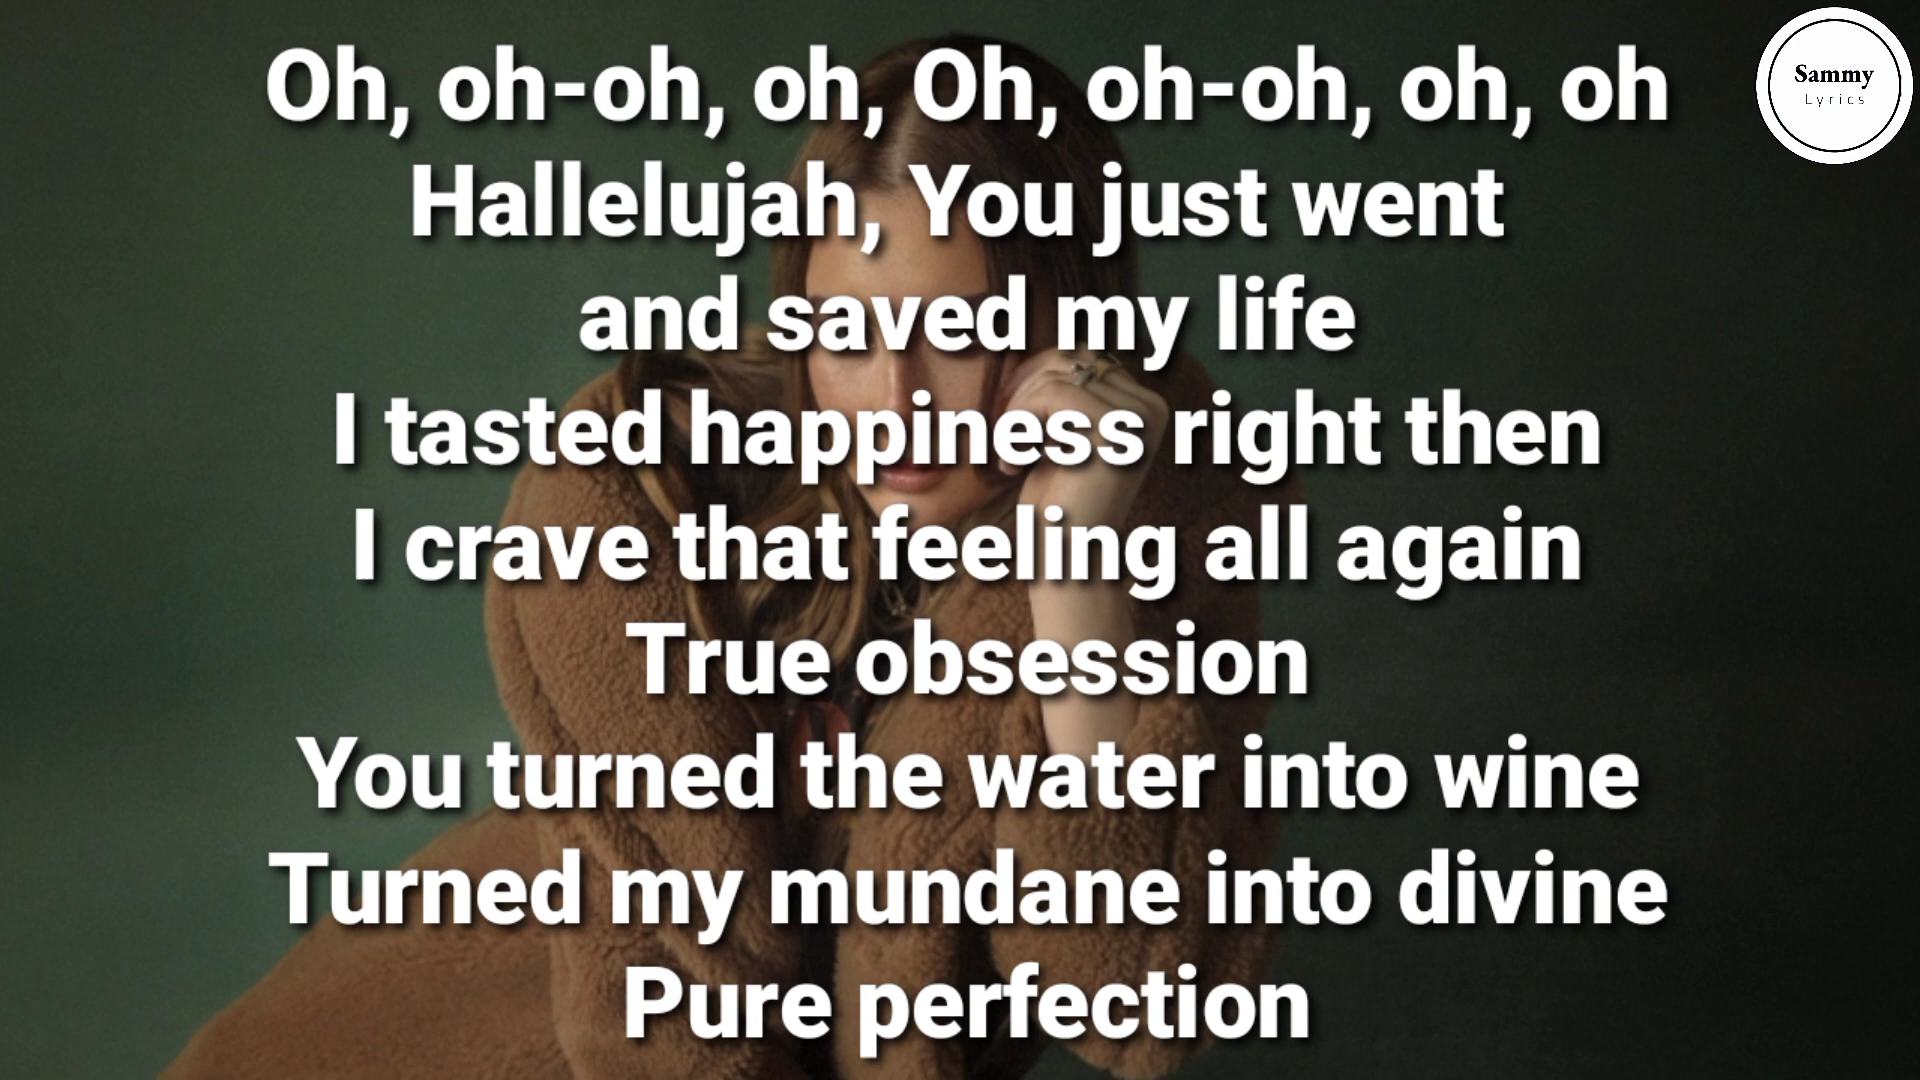 Oh, oh-oh, oh, Oh, oh-oh, oh, oh
Hallelujah, You just went
and saved my life
I tasted happiness right then
I crave that feeling all again
True obsession
You turned the water into wine
Turned my mundane into divine
Pure perfection
Sammy
Lyrics